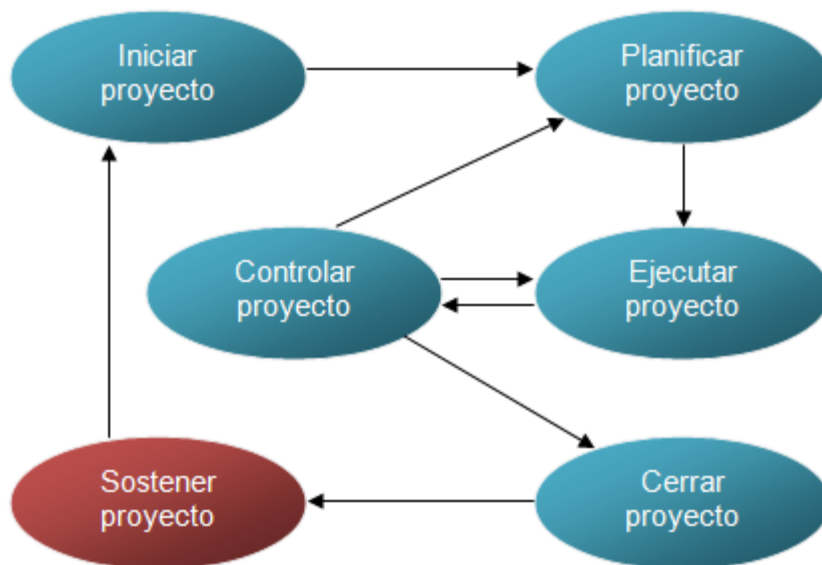 Iniciar
proyecto
Planificar
proyecto
Controlar
proyecto
Ejecutar
proyecto
Sostener
proyecto
Cerrar
proyecto